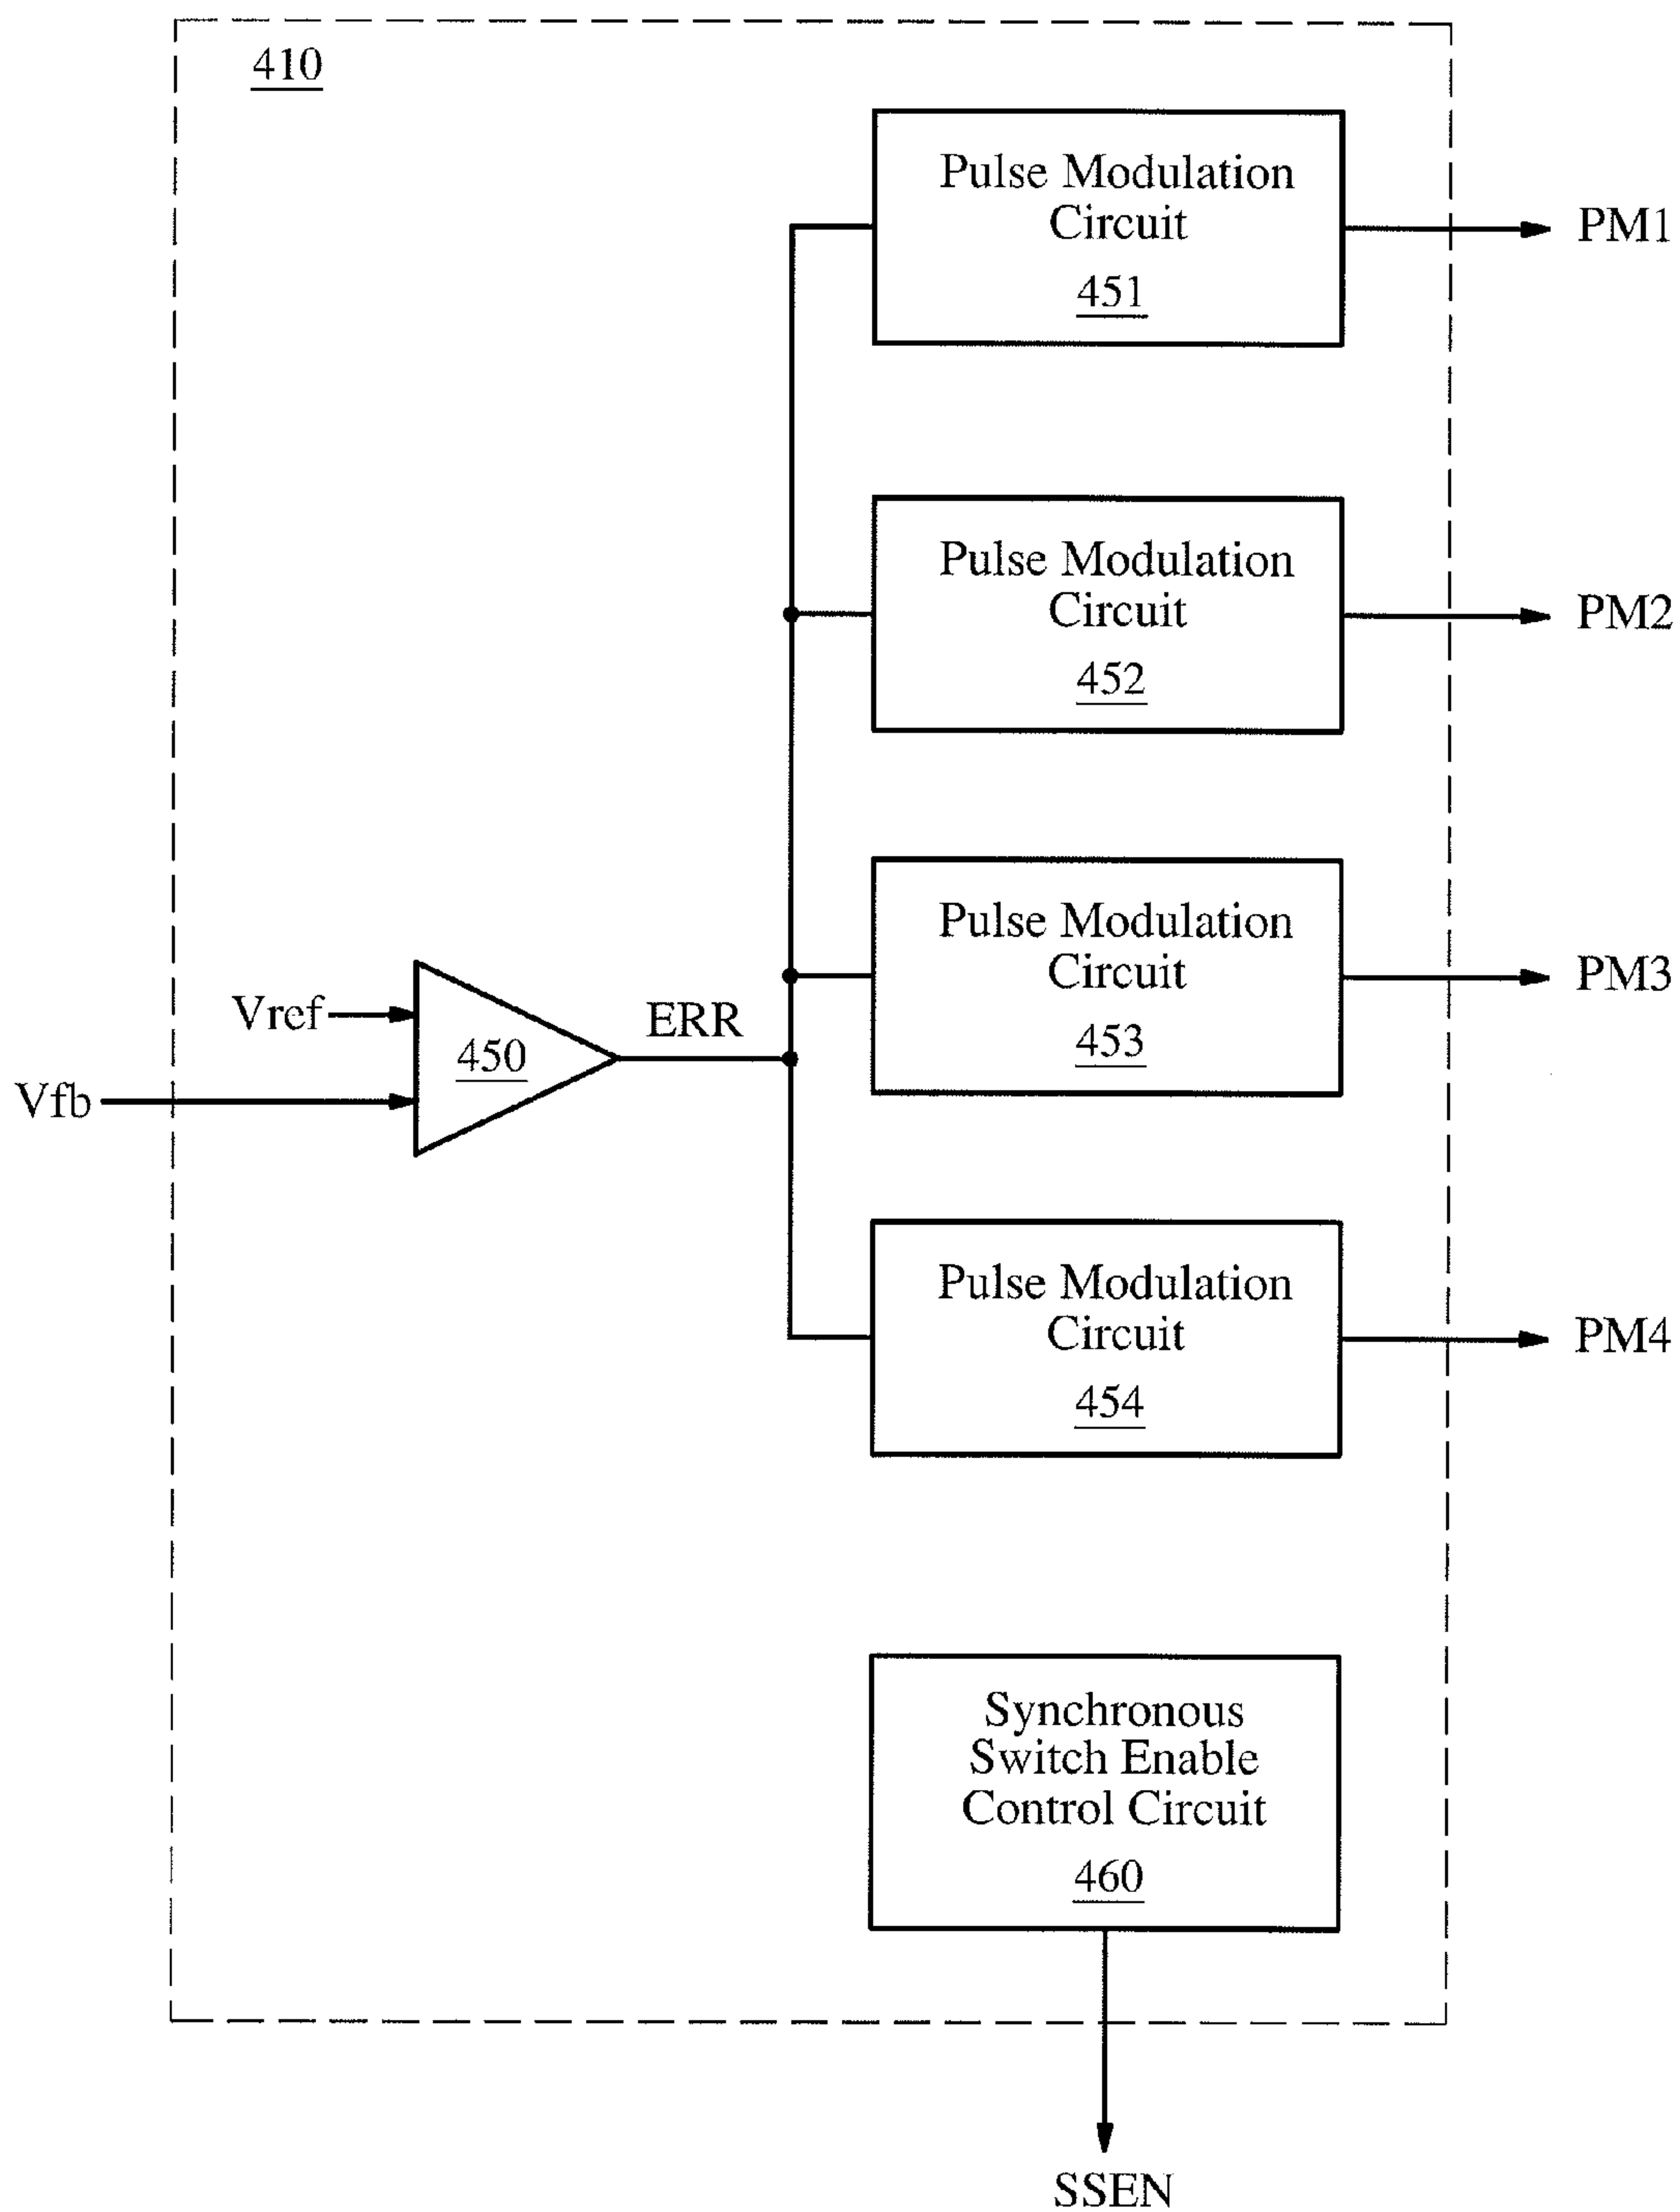 410
Pulse Modulation
Circuit
451
PM1
Pulse Modulation
Circuit
452
PM2
Pulse Modulation
Circuit
453
PM3
Vref
450
ERR
Vfb
Pulse Modulation
Circuit
454
PM4
Synchronous
Switch Enable
Control Circuit
460
SSEN